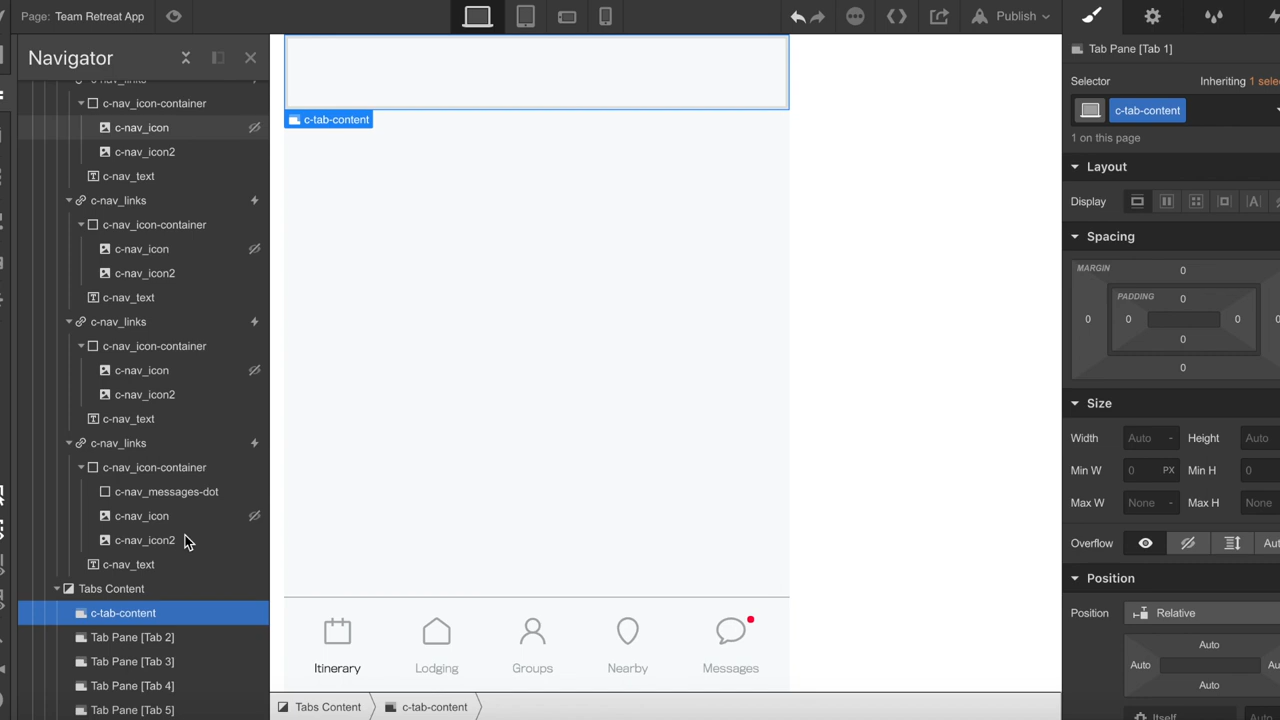 Page: Team Retreat App
Publish
Navigator
c-nav_links
c-nav_icon-container
c-nav_icon
c-nav_icon2
c-nav_text
c-nav_links
c-nav_icon-container
c-nav_icon
c-nav_icon2
c-nav_text
c-nav_links
c-nav_icon-container
c-nav_icon
c-nav_icon2
c-nav_text
c-nav_links
c-nav_icon-container
c-nav_messages-dot
c-nav_icon
c-nav_icon2
c-nav_text
Tabs Content
c-tab-content
Tab Pane [Tab 2]
Tab Pane [Tab 3]
Tab Pane [Tab 4]
Tab Pane [Tab 5]
c-tab-content
Itinerary Lodging Groups Nearby Messages
Tabs Content c-tab-content
Tab Pane [Tab 1]
Selector Inheriting 1 selec
c-tab-content
1 on this page
Layout
Display
Spacing
MARGIN 0
PADDING 0
0 0 0 0
0
0
Size
Width Auto - Height Auto
Min W 0 PX Min H 0
Max W None - Max H None
Overflow Aut
Position
Position Relative
Auto
Auto Au
Auto
Itself Auto